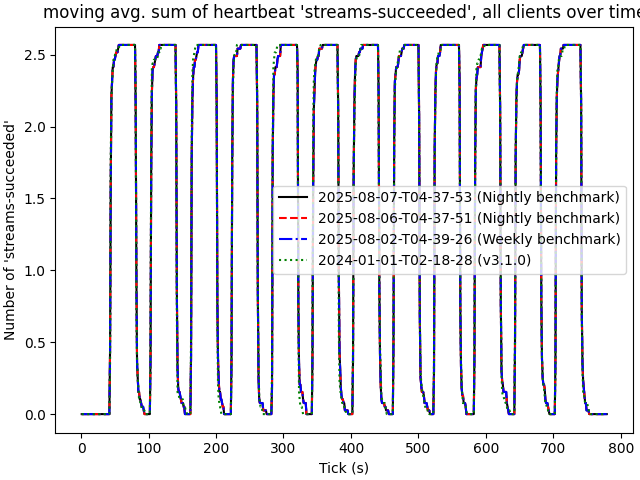 moving avg. sum of heartbeat 'streams-succeeded', all clients over time
2.5
2.0
1.5
1.0
0.5
0.0
Number of 'streams-succeeded'
2025-08-07-T04-37-53 (Nightly benchmark)
2025-08-06-T04-37-51 (Nightly benchmark)
2025-08-02-T04-39-26 (Weekly benchmark)
2024-01-01-T02-18-28 (v3.1.0)
0 100 200 300 400 500 600 700 800
Tick (s)